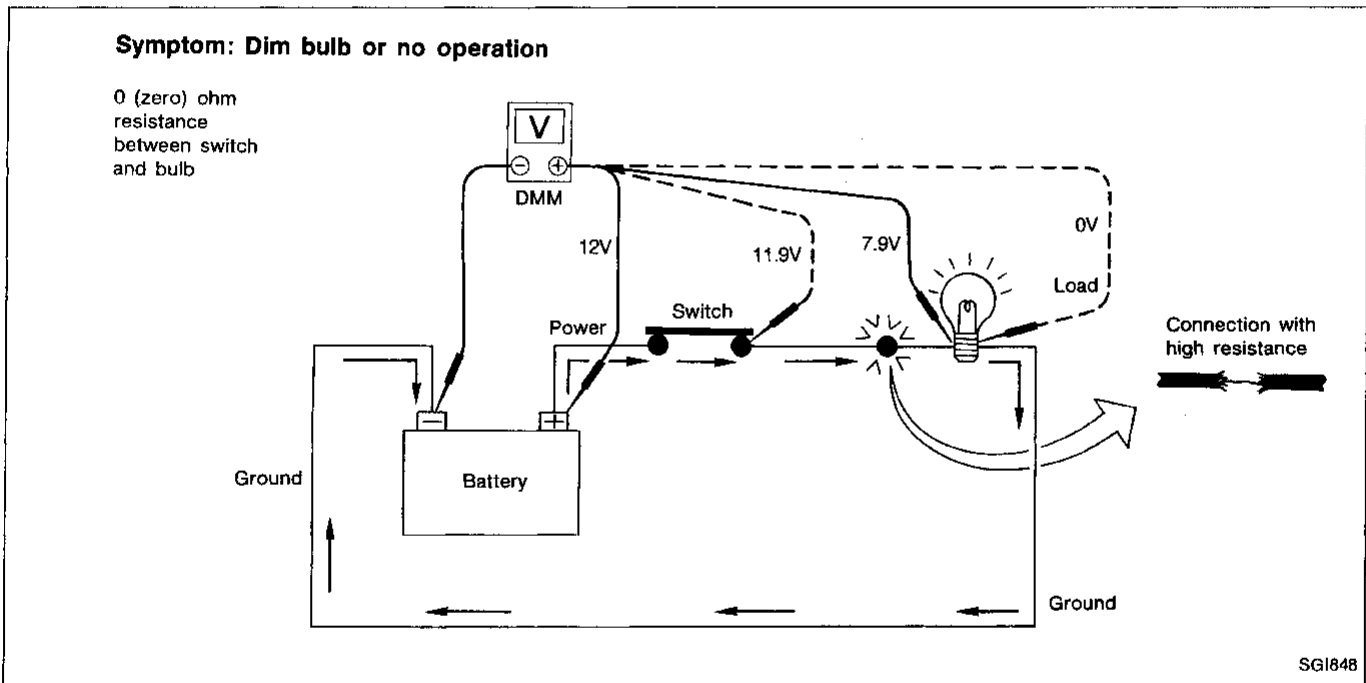 Symptom: Dim bulb or no operation
0 (zero) ohm
resistance
between switch
and bulb
V
− +
DMM
12V
11.9V
7.9V
0V
Load
Power
Switch
Connection with
high resistance
− +
Ground
Battery
Ground
SGI848